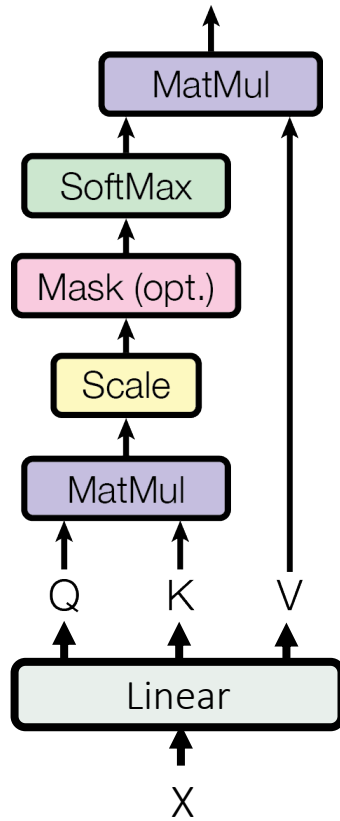 MatMul
SoftMax
Mask (opt.)
Scale
MatMul
Q K V
Linear
X